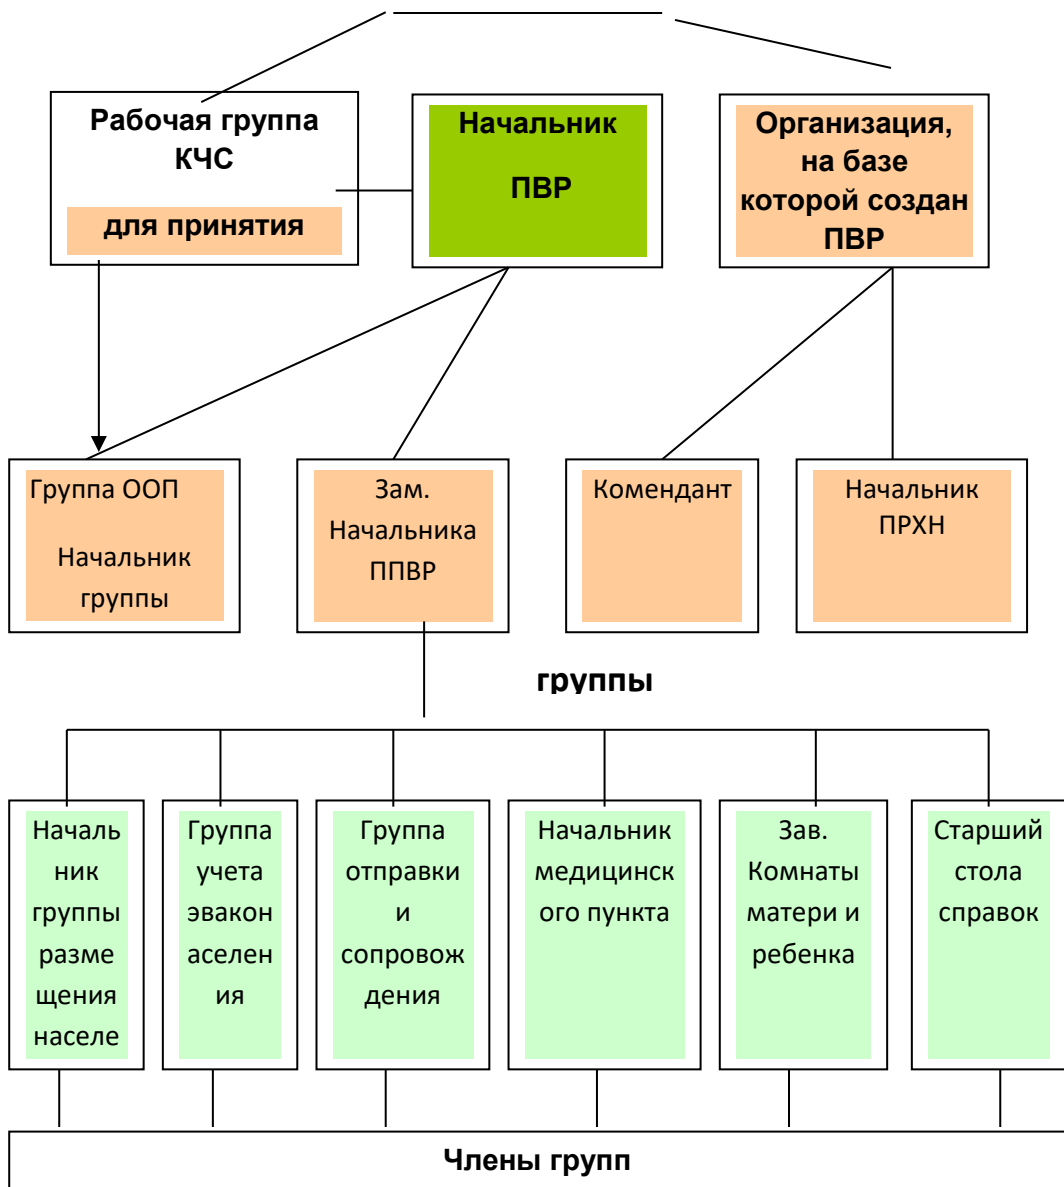 Рабочая группа
КЧС
для принятия
Начальник
ПВР
Организация,
на базе
которой создан
ПВР
Группа ООП
Начальник
группы
Зам.
Начальника
ППВР
Комендант
Начальник
ПРХН
группы
Началь
ник
группы
разме
щения
населе
Группа
учета
эвакон
аселен
ия
Группа
отправки
и
сопровож
дения
Начальник
медицинск
ого пункта
Зав.
Комнаты
матери и
ребенка
Старший
стола
справок
Члены групп